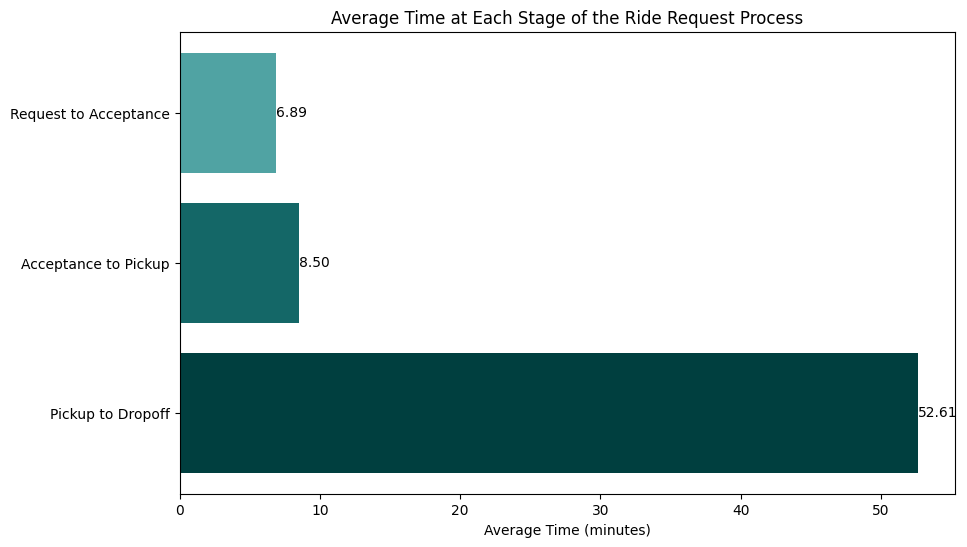 Average Time at Each Stage of the Ride Request Process
Request to Acceptance
6.89
Acceptance to Pickup
8.50
Pickup to Dropoff
52.61
0
10
20
30
40
50
Average Time (minutes)